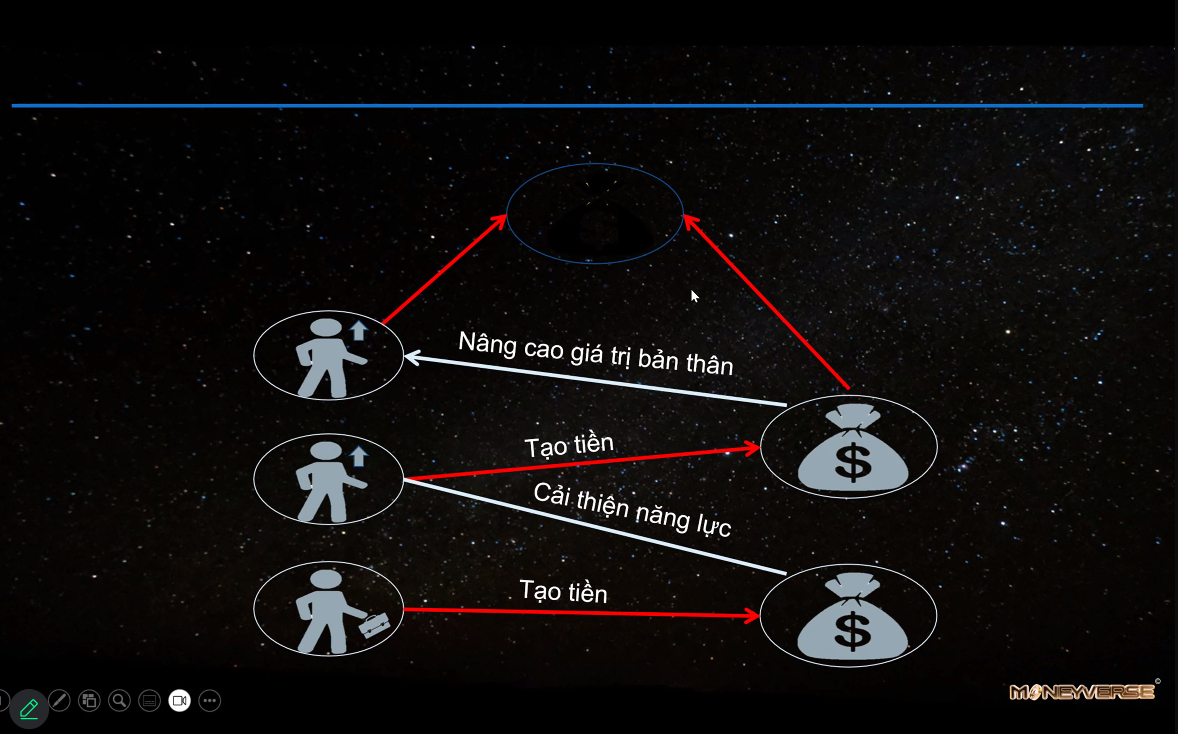 Nâng cao giá trị bản thân
Tạo tiền
$
Cải thiện năng lực
Tạo tiền
$
MONEYVERSE©